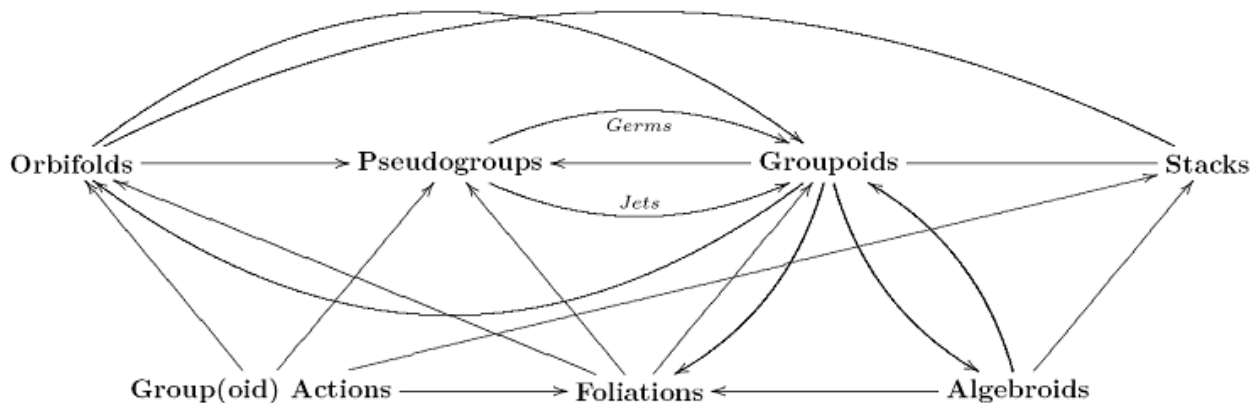 Germs
Orbifolds Pseudogroups Groupoids Stacks
Jets
Group(oid) Actions Foliations Algebroids